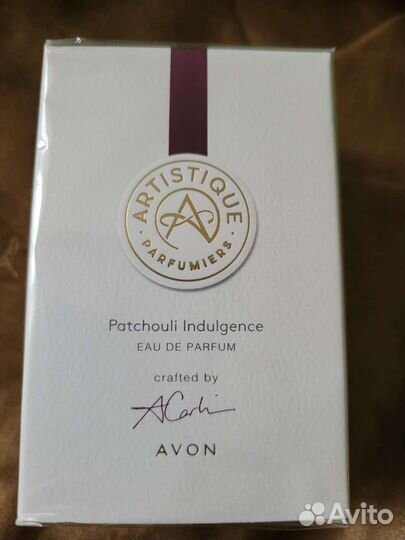 ARTISTIQUE
PARFUMIERS
Patchouli Indulgence
EAU DE PARFUM
crafted by
AVON
Avito